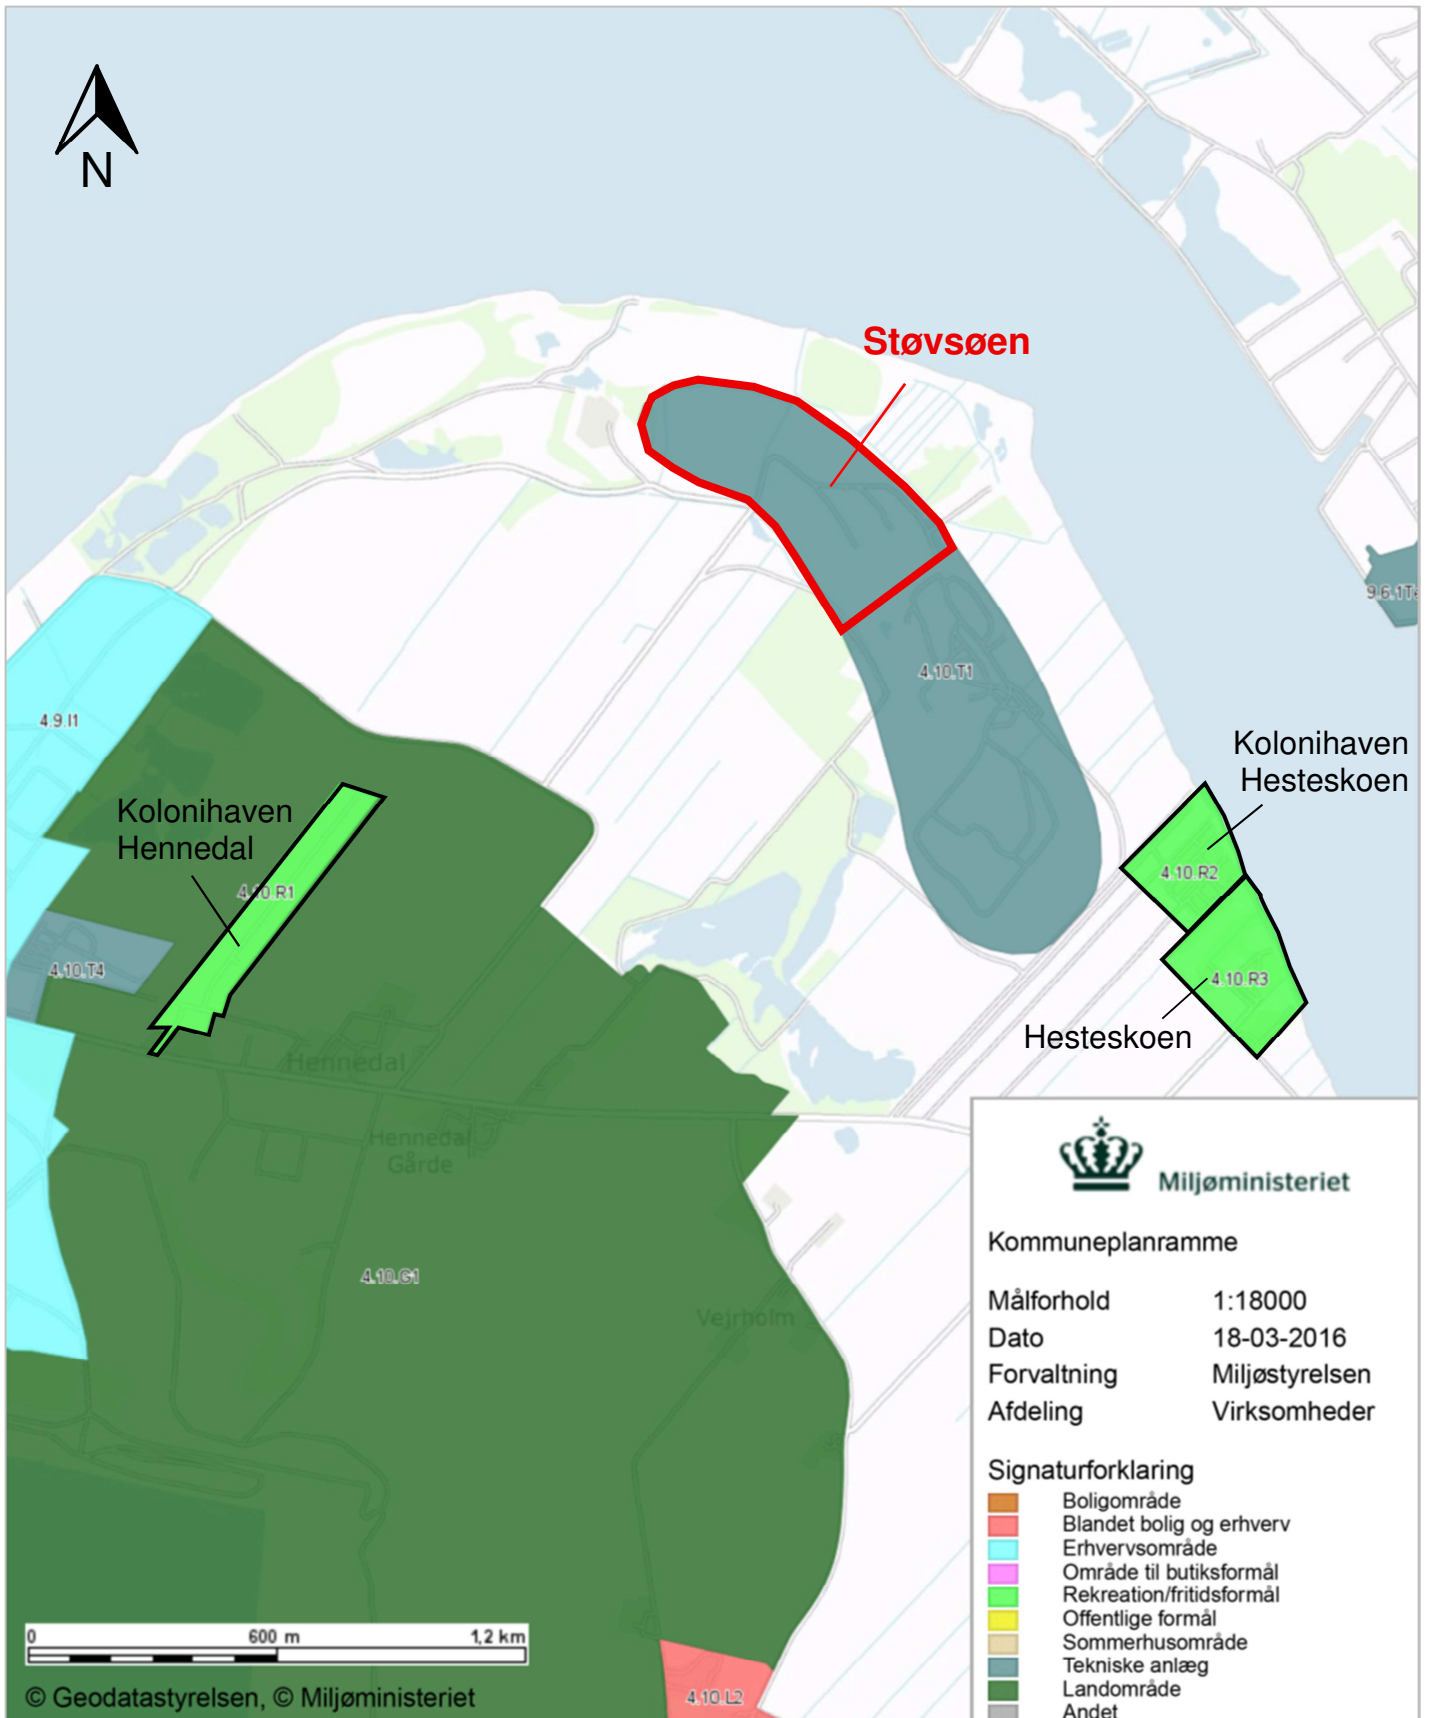 N
Støvsøen
9.6.1Te
4.10.T1
4.9.I1
Kolonihaven
Hesteskoen
Kolonihaven
Hennedal
4.10.R2
4.10.R1
4.10.T4
4.10.R3
Hesteskoen
Hennedal
Hennedal
Gårde
4.10.G1
Vejrholm
Miljøministeriet
Kommuneplanramme
Målforhold 1:18000
Dato 18-03-2016
Forvaltning Miljøstyrelsen
Afdeling Virksomheder
Signaturforklaring
Boligområde
Blandet bolig og erhverv
Erhvervsområde
Område til butiksformål
Rekreation/fritidsformål
Offentlige formål
Sommerhusområde
Tekniske anlæg
Landområde
Andet
0 600 m 1,2 km
4.10.L2
© Geodatastyrelsen, © Miljøministeriet